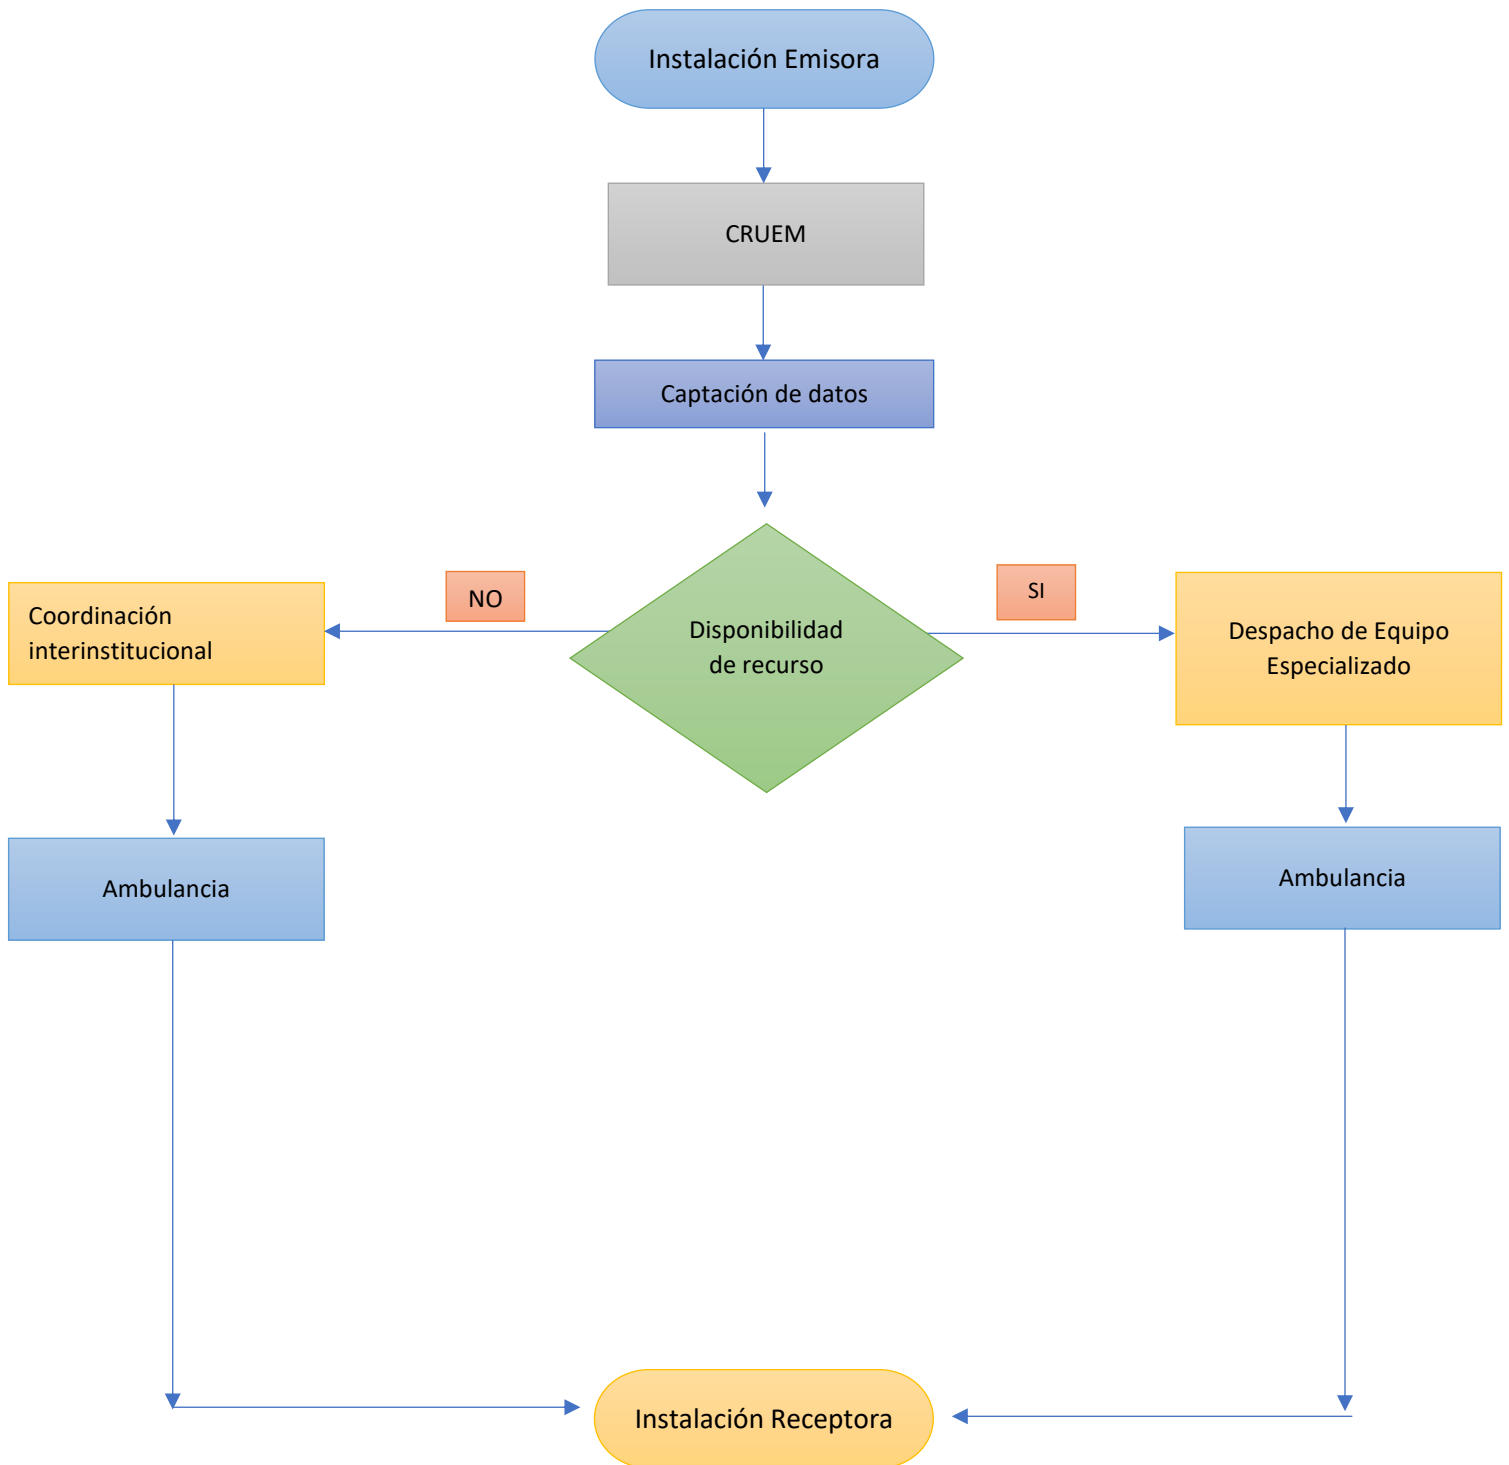 Instalación Emisora
CRUEM
Captación de datos
NO
SI
Coordinación
interinstitucional
Disponibilidad
de recurso
Despacho de Equipo
Especializado
Ambulancia
Ambulancia
Instalación Receptora